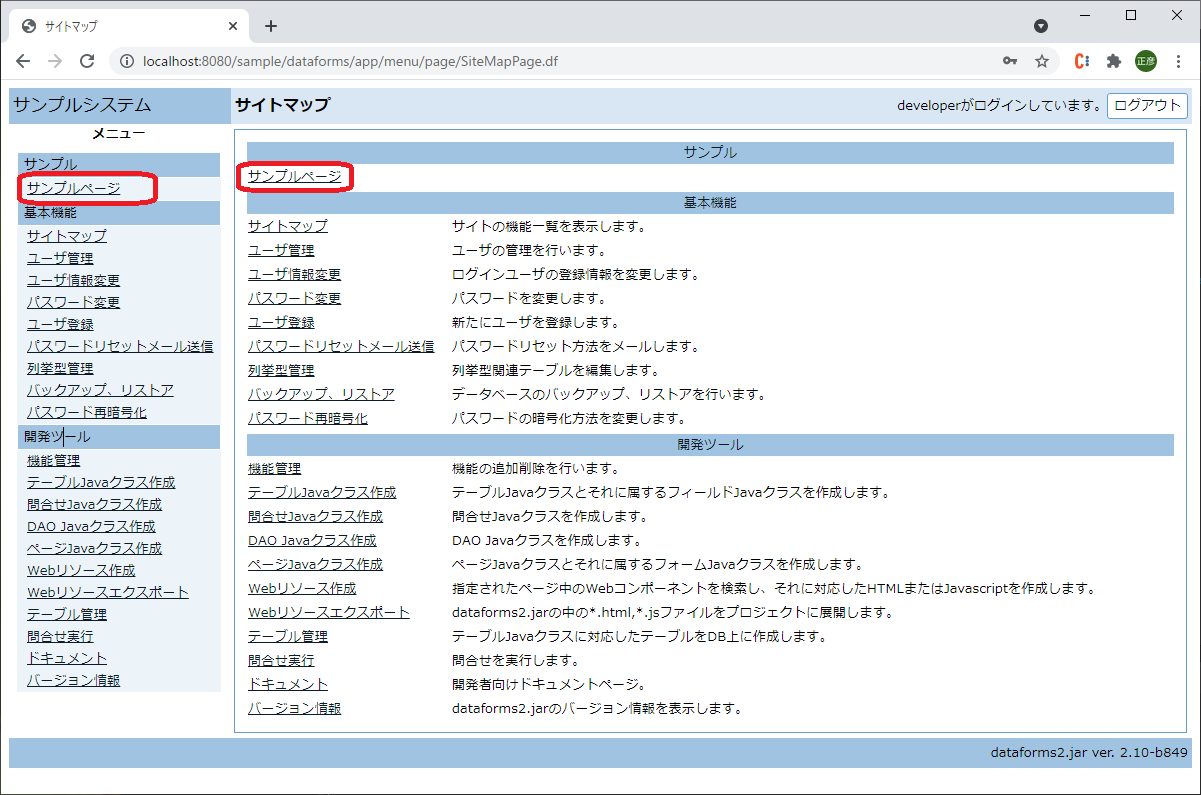 サイトマップ
localhost:8080/sample/dataforms/app/menu/page/SiteMapPage.df
正彦
サンプルシステム
サイトマップ
developerがログインしています。
ログアウト
メニュー
サンプル
サンプルページ
基本機能
サイトマップ
ユーザ管理
ユーザ情報変更
パスワード変更
ユーザ登録
パスワードリセットメール送信
列挙型管理
バックアップ、リストア
パスワード再暗号化
開発ツール
機能管理
テーブルJavaクラス作成
問合せJavaクラス作成
DAO Javaクラス作成
ページJavaクラス作成
Webリソース作成
Webリソースエクスポート
テーブル管理
問合せ実行
ドキュメント
バージョン情報
サンプル
サンプルページ
基本機能
サイトマップ サイトの機能一覧を表示します。
ユーザ管理 ユーザの管理を行います。
ユーザ情報変更 ログインユーザの登録情報を変更します。
パスワード変更 パスワードを変更します。
ユーザ登録 新たにユーザを登録します。
パスワードリセットメール送信 パスワードリセット方法をメールします。
列挙型管理 列挙型関連テーブルを編集します。
バックアップ、リストア データベースのバックアップ、リストアを行います。
パスワード再暗号化 パスワードの暗号化方法を変更します。
開発ツール
機能管理 機能の追加削除を行います。
テーブルJavaクラス作成 テーブルJavaクラスとそれに属するフィールドJavaクラスを作成します。
問合せJavaクラス作成 問合せJavaクラスを作成します。
DAO Javaクラス作成 DAO Javaクラスを作成します。
ページJavaクラス作成 ページJavaクラスとそれに属するフォームJavaクラスを作成します。
Webリソース作成 指定されたページ中のWebコンポーネントを検索し、それに対応したHTMLまたはJavascriptを作成します。
Webリソースエクスポート dataforms2.jarの中の*.html,*.jsファイルをプロジェクトに展開します。
テーブル管理 テーブルJavaクラスに対応したテーブルをDB上に作成します。
問合せ実行 問合せを実行します。
ドキュメント 開発者向けドキュメントページ。
バージョン情報 dataforms2.jarのバージョン情報を表示します。
dataforms2.jar ver. 2.10-b849